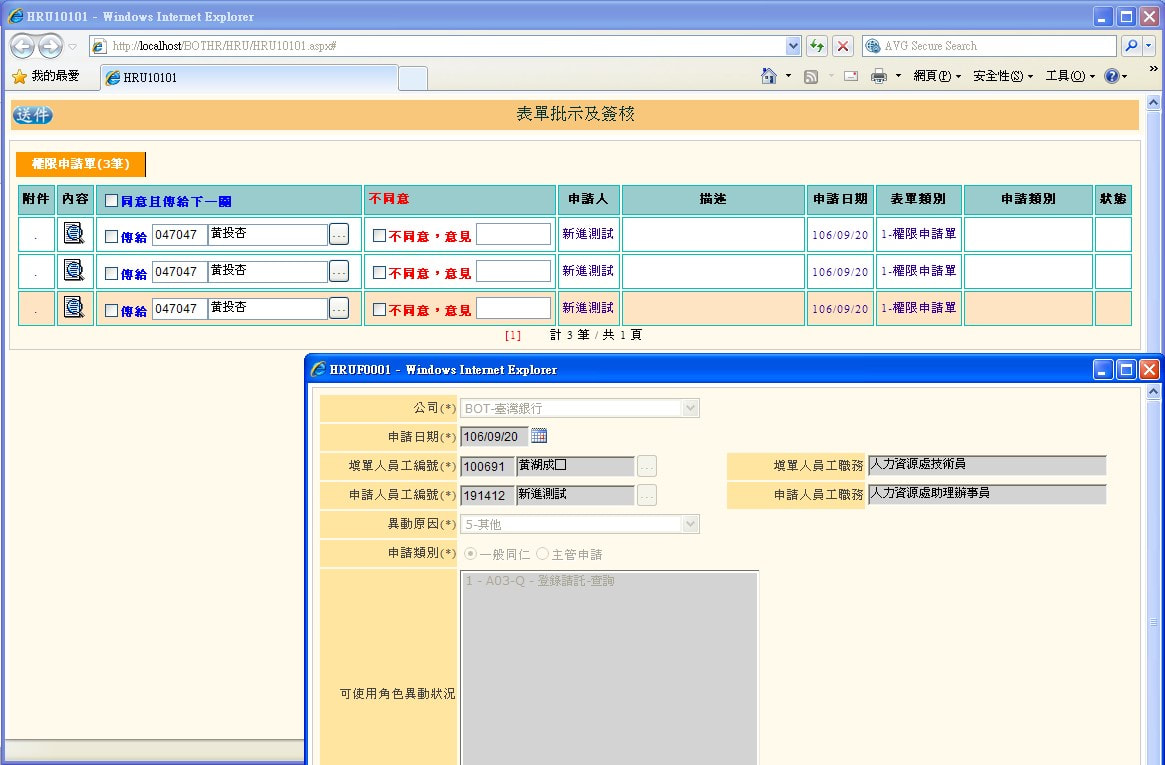 HRU10101 - Windows Internet Explorer
http://localhost/BOTHR/HRU/HRU10101.aspx#
AVG Secure Search
我的最愛
HRU10101
網頁(P)
安全性(S)
工具(O)
送件
表單批示及簽核
權限申請單(3筆)
附件 內容 同意且傳給下一關 不同意 申請人 描述 申請日期 表單類別 申請類別 狀態
. 傳給 047047 黃投杏 ... 不同意，意見 新進測試 106/09/20 1-權限申請單
. 傳給 047047 黃投杏 ... 不同意，意見 新進測試 106/09/20 1-權限申請單
. 傳給 047047 黃投杏 ... 不同意，意見 新進測試 106/09/20 1-權限申請單
[1] 計 3 筆 / 共 1 頁
HRUF0001 - Windows Internet Explorer
公司(*) BOT-臺灣銀行
申請日期(*) 106/09/20
填單人員工編號(*) 100691 黃湖成囗 ... 填單人員工職務 人力資源處技術員
申請人員工編號(*) 191412 新進測試 ... 申請人員工職務 人力資源處助理辦事員
異動原因(*) 5-其他
申請類別(*) 一般同仁 主管申請
1 - A03-Q - 登錄請託-查詢
可使用角色異動狀況